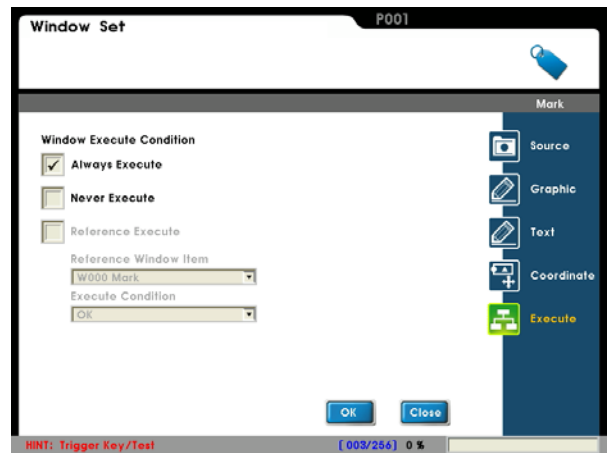 Window Set
P001
Mark
Window Execute Condition
Always Execute
Never Execute
Reference Execute
Reference Window Item
W000 Mark
Execute Condition
OK
Source
Graphic
Text
Coordinate
Execute
OK
Close
HINT: Trigger Key/Test
[003/256] 0 %